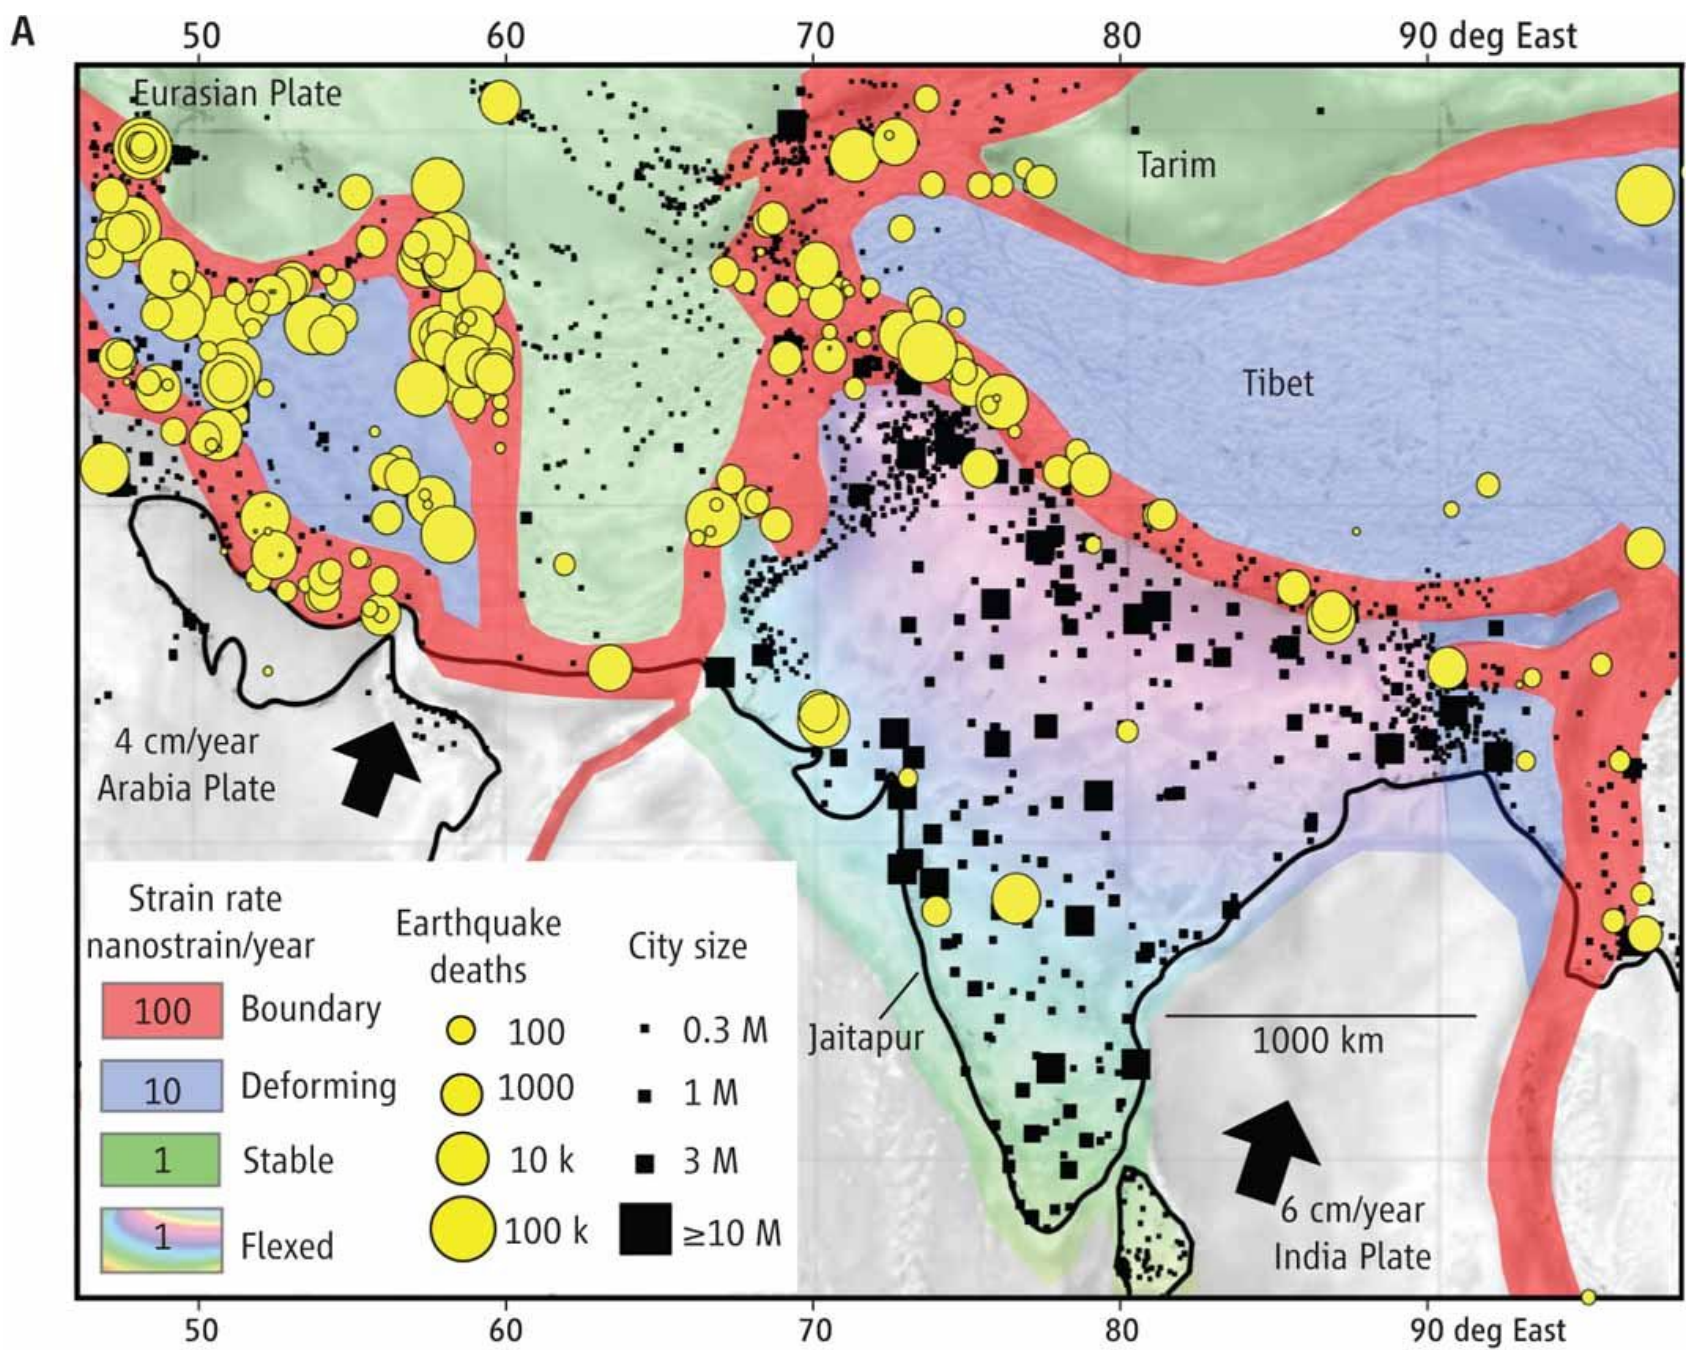 A
50 60 70 80 90 deg East
Eurasian Plate
Tarim
Tibet
4 cm/year
Arabia Plate
Jaitapur
1000 km
6 cm/year
India Plate
Strain rate
nanostrain/year
100 Boundary
10 Deforming
1 Stable
1 Flexed
Earthquake
deaths
100
1000
10 k
100 k
City size
0.3 M
1 M
3 M
≥10 M
50 60 70 80 90 deg East